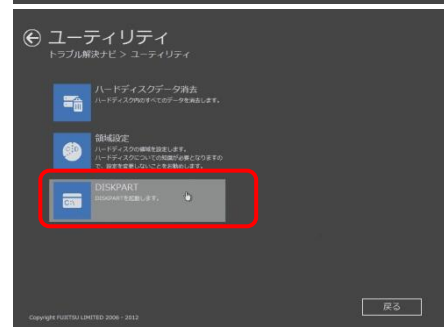 ユーティリティ
トラブル解決ナビ > ユーティリティ
ハードディスクデータ消去
ハードディスク内のすべてのデータを消去します。
領域設定
ハードディスクの領域を設定します。
ハードディスクについての知識が必要となりますの
で、設定を変更しないことをお勧めします。
DISKPART
DISKPARTを起動します。
C:\
戻る
Copyright FUJITSU LIMITED 2006 - 2012